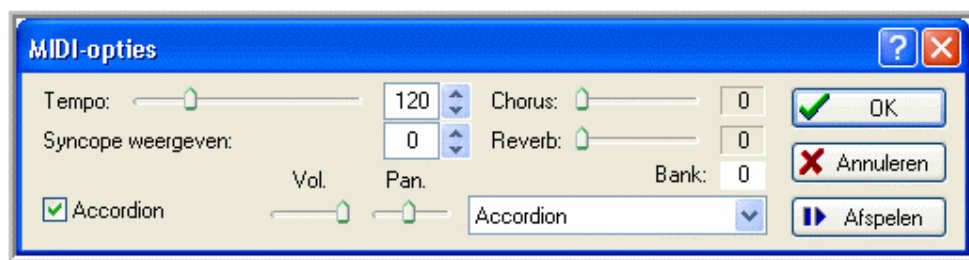 MIDI-opties
Tempo: 120 Chorus: 0 OK
Syncope weergeven: 0 Reverb: 0
Vol. Pan. Bank: 0 Annuleren
Accordion Accordion Afspelen